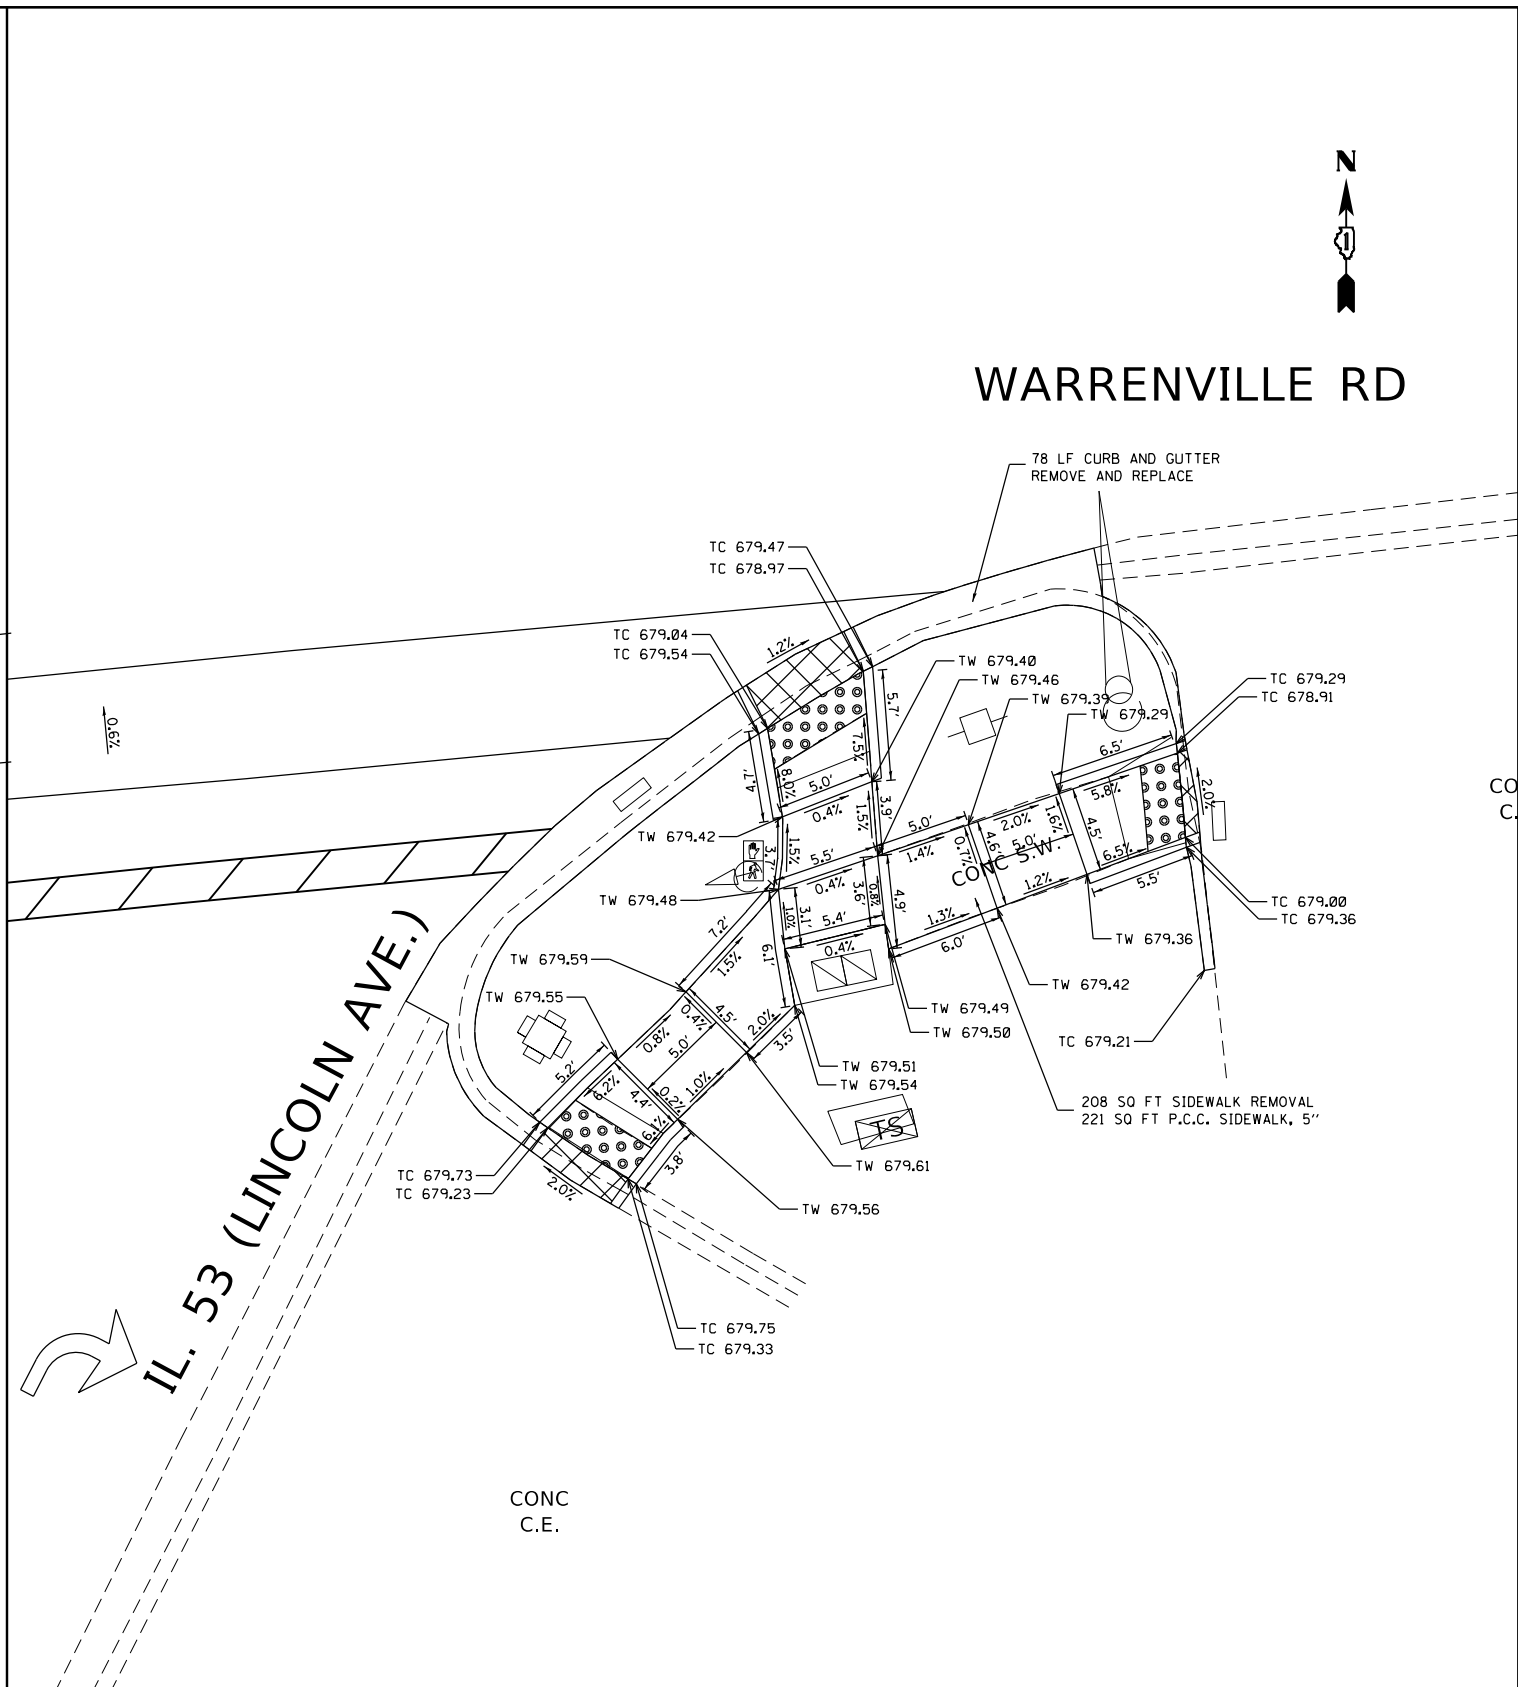 N
1
WARRENVILLE RD
78 LF CURB AND GUTTER
REMOVE AND REPLACE
TC 679.47
TC 678.97
TC 679.04
TC 679.54
1.2%
TW 679.40
TW 679.46
TW 679.39
TW 679.29
TC 679.29
TC 678.91
0.6%
5.7'
7.5%
4.7'
8.0%
5.0'
0.4%
1.5%
3.9'
6.5'
5.8%
2.0%
CO
C.
TW 679.42
3.7'
1.5%
5.5'
0.4%
5.0'
1.4%
2.0%
5.0'
1.6%
4.5'
6.5%
5.5'
0.7%
4.6'
CONC S.W.
1.2%
TW 679.48
3.6'
0.8%
4.9'
1.0%
3.1'
5.4'
0.4%
1.3%
6.0'
TC 679.00
TC 679.36
TW 679.36
7.2'
1.5%
6.1'
TW 679.59
TW 679.55
TW 679.42
TW 679.49
TW 679.50
TC 679.21
4.5'
0.4%
2.0%
3.5'
0.8%
5.0'
1.0%
TW 679.51
TW 679.54
5.2'
6.2%
4.4'
0.2%
6.1%
3.8'
TS
208 SQ FT SIDEWALK REMOVAL
221 SQ FT P.C.C. SIDEWALK, 5"
TW 679.61
TC 679.73
TC 679.23
2.0%
TW 679.56
TC 679.75
TC 679.33
IL. 53 (LINCOLN AVE.)
CONC
C.E.